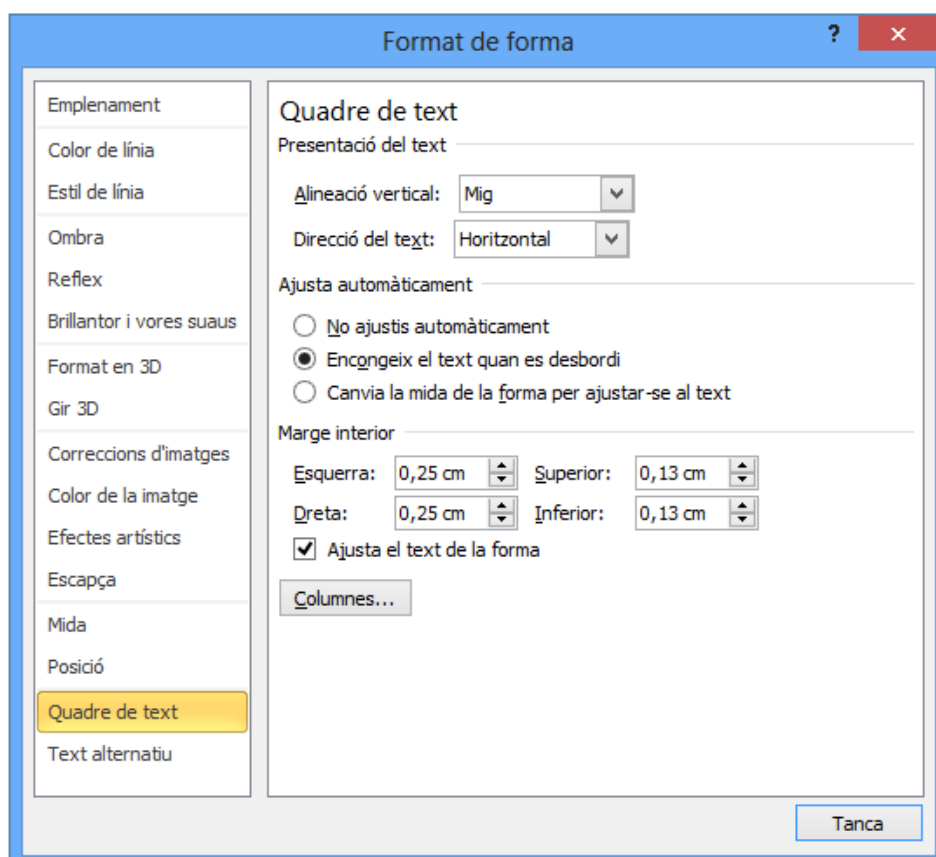 Format de forma
?
Emplenament
Color de línia
Estil de línia
Ombra
Reflex
Brillantor i vores suaus
Format en 3D
Gir 3D
Correccions d'imatges
Color de la imatge
Efectes artístics
Escapça
Mida
Posició
Quadre de text
Text alternatiu
Quadre de text
Presentació del text
Alineació vertical: Mig
Direcció del text: Horitzontal
Ajusta automàticament
No ajustis automàticament
Encongeix el text quan es desbordi
Canvia la mida de la forma per ajustar-se al text
Marge interior
Esquerra: 0,25 cm Superior: 0,13 cm
Dreta: 0,25 cm Inferior: 0,13 cm
Ajusta el text de la forma
Columnes...
Tanca